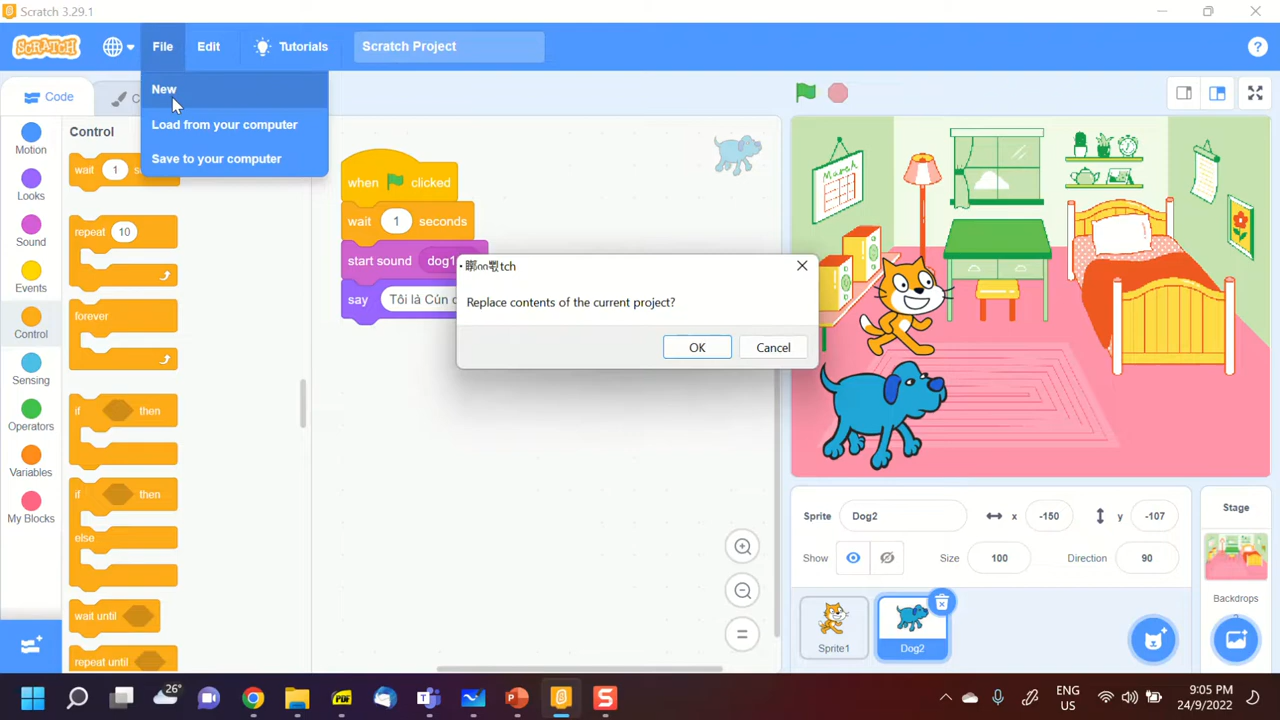 Scratch 3.29.1
SCRATCH
File
Edit
Tutorials
Scratch Project
New
Load from your computer
Save to your computer
Code
Motion
Looks
Sound
Events
Control
Sensing
Operators
Variables
My Blocks
Control
wait 1
repeat 10
forever
if then
if then
else
wait until
repeat until
when clicked
wait 1 seconds
start sound dog1
say Tôi là Cún
Replace contents of the current project?
OK
Cancel
March
Sprite Dog2 x -150 y -107
Show Size 100 Direction 90
Sprite1
Dog2
Stage
Backdrops
26°
PDF
ENG
US
9:05 PM
24/9/2022